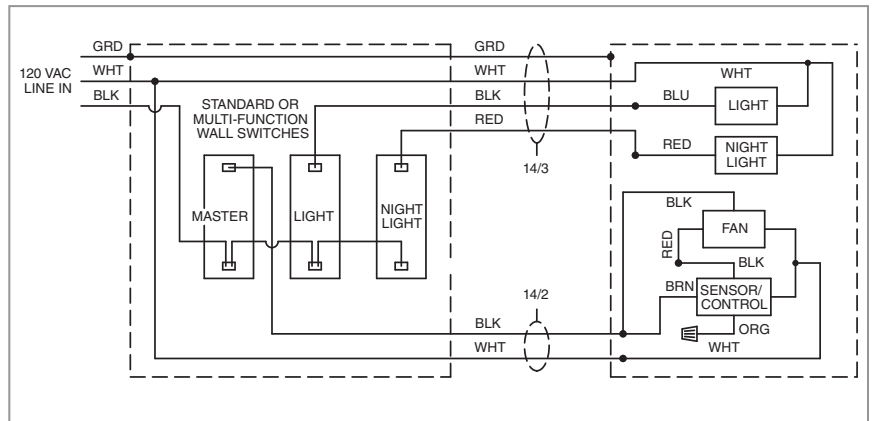 GRD
120 VAC
LINE IN
WHT
BLK
STANDARD OR
MULTI-FUNCTION
WALL SWITCHES
MASTER
LIGHT
NIGHT
LIGHT
GRD
WHT
BLK
RED
14/3
14/2
BLK
WHT
WHT
BLU
LIGHT
RED
NIGHT
LIGHT
BLK
FAN
RED
BLK
BRN
SENSOR/
CONTROL
ORG
WHT